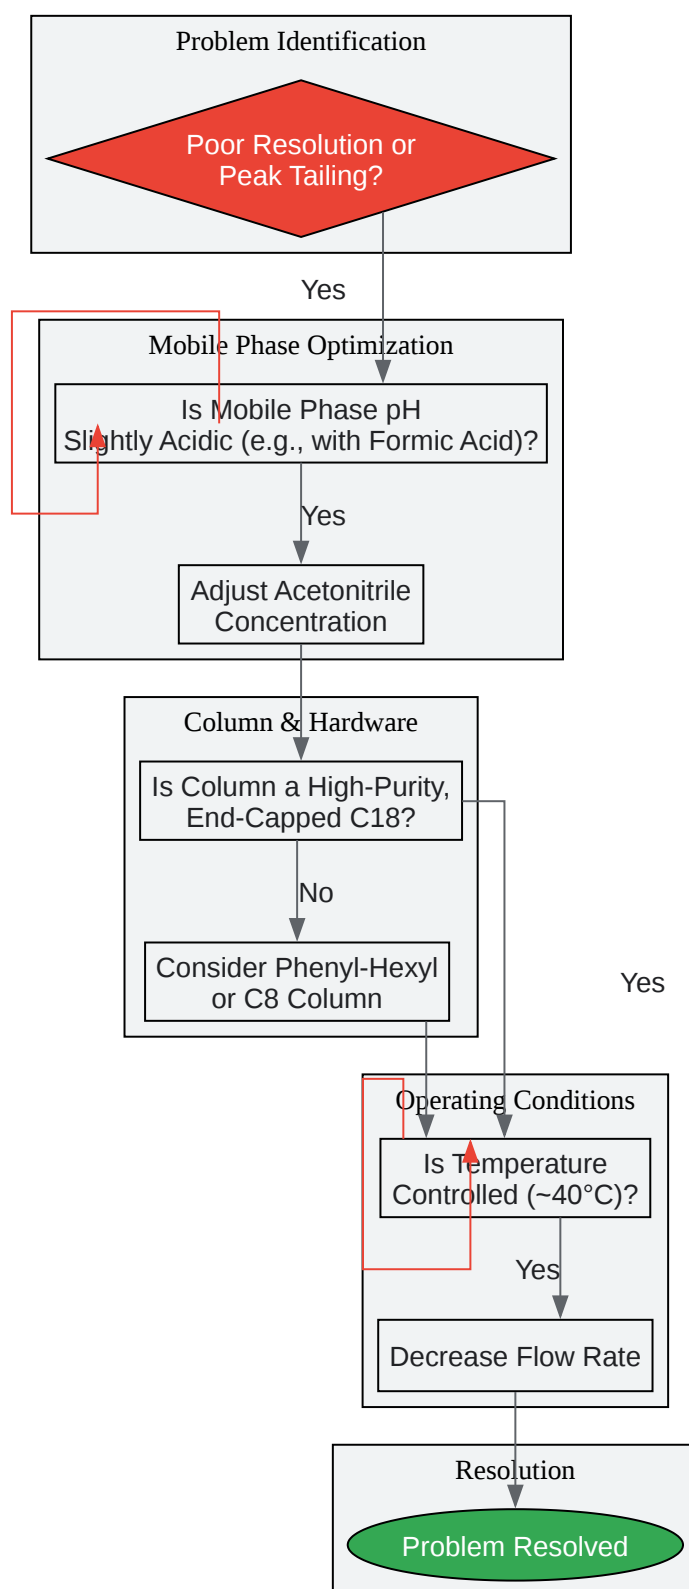 Problem Identification
Poor Resolution or
Peak Tailing?
Yes
Mobile Phase Optimization
Is Mobile Phase pH
Slightly Acidic (e.g., with Formic Acid)?
Yes
Adjust Acetonitrile
Concentration
Column & Hardware
Is Column a High-Purity,
End-Capped C18?
No
Consider Phenyl-Hexyl
or C8 Column
Yes
Operating Conditions
Is Temperature
Controlled (~40°C)?
Yes
Decrease Flow Rate
Resolution
Problem Resolved